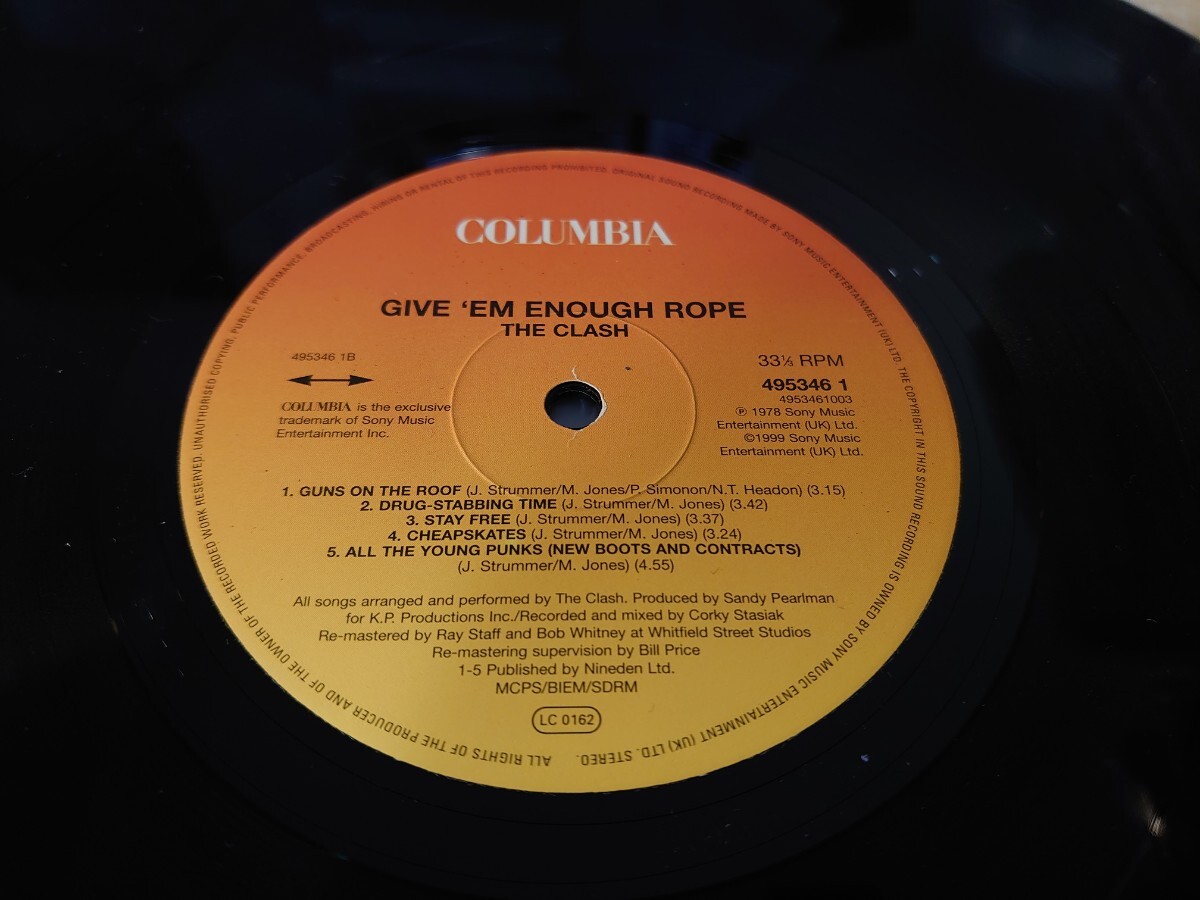 COLUMBIA
GIVE 'EM ENOUGH ROPE
THE CLASH
495346 1B
COLUMBIA is the exclusive
trademark of Sony Music
Entertainment Inc.
33⅓ RPM
495346 1
4953461003
℗ 1978 Sony Music
Entertainment (UK) Ltd.
©1999 Sony Music
Entertainment (UK) Ltd.
1. GUNS ON THE ROOF (J. Strummer/M. Jones/P. Simonon/N.T. Headon) (3.15)
2. DRUG-STABBING TIME (J. Strummer/M. Jones) (3.42)
3. STAY FREE (J. Strummer/M. Jones) (3.37)
4. CHEAPSKATES (J. Strummer/M. Jones) (3.24)
5. ALL THE YOUNG PUNKS (NEW BOOTS AND CONTRACTS)
(J. Strummer/M. Jones) (4.55)
All songs arranged and performed by The Clash. Produced by Sandy Pearlman
for K.P. Productions Inc./Recorded and mixed by Corky Stasiak
Re-mastered by Ray Staff and Bob Whitney at Whitfield Street Studios
Re-mastering supervision by Bill Price
1-5 Published by Nineden Ltd.
MCPS/BIEM/SDRM
LC 0162
ALL RIGHTS OF THE PRODUCER AND OF THE OWNER OF THE RECORDED WORK RESERVED. UNAUTHORISED COPYING, PUBLIC PERFORMANCE, BROADCASTING, HIRING OR RENTAL OF THIS RECORDING PROHIBITED. ORIGINAL SOUND RECORDING MADE BY SONY MUSIC ENTERTAINMENT (UK) LTD. THE COPYRIGHT IN THIS SOUND RECORDING IS OWNED BY SONY MUSIC ENTERTAINMENT (UK) LTD. STEREO.